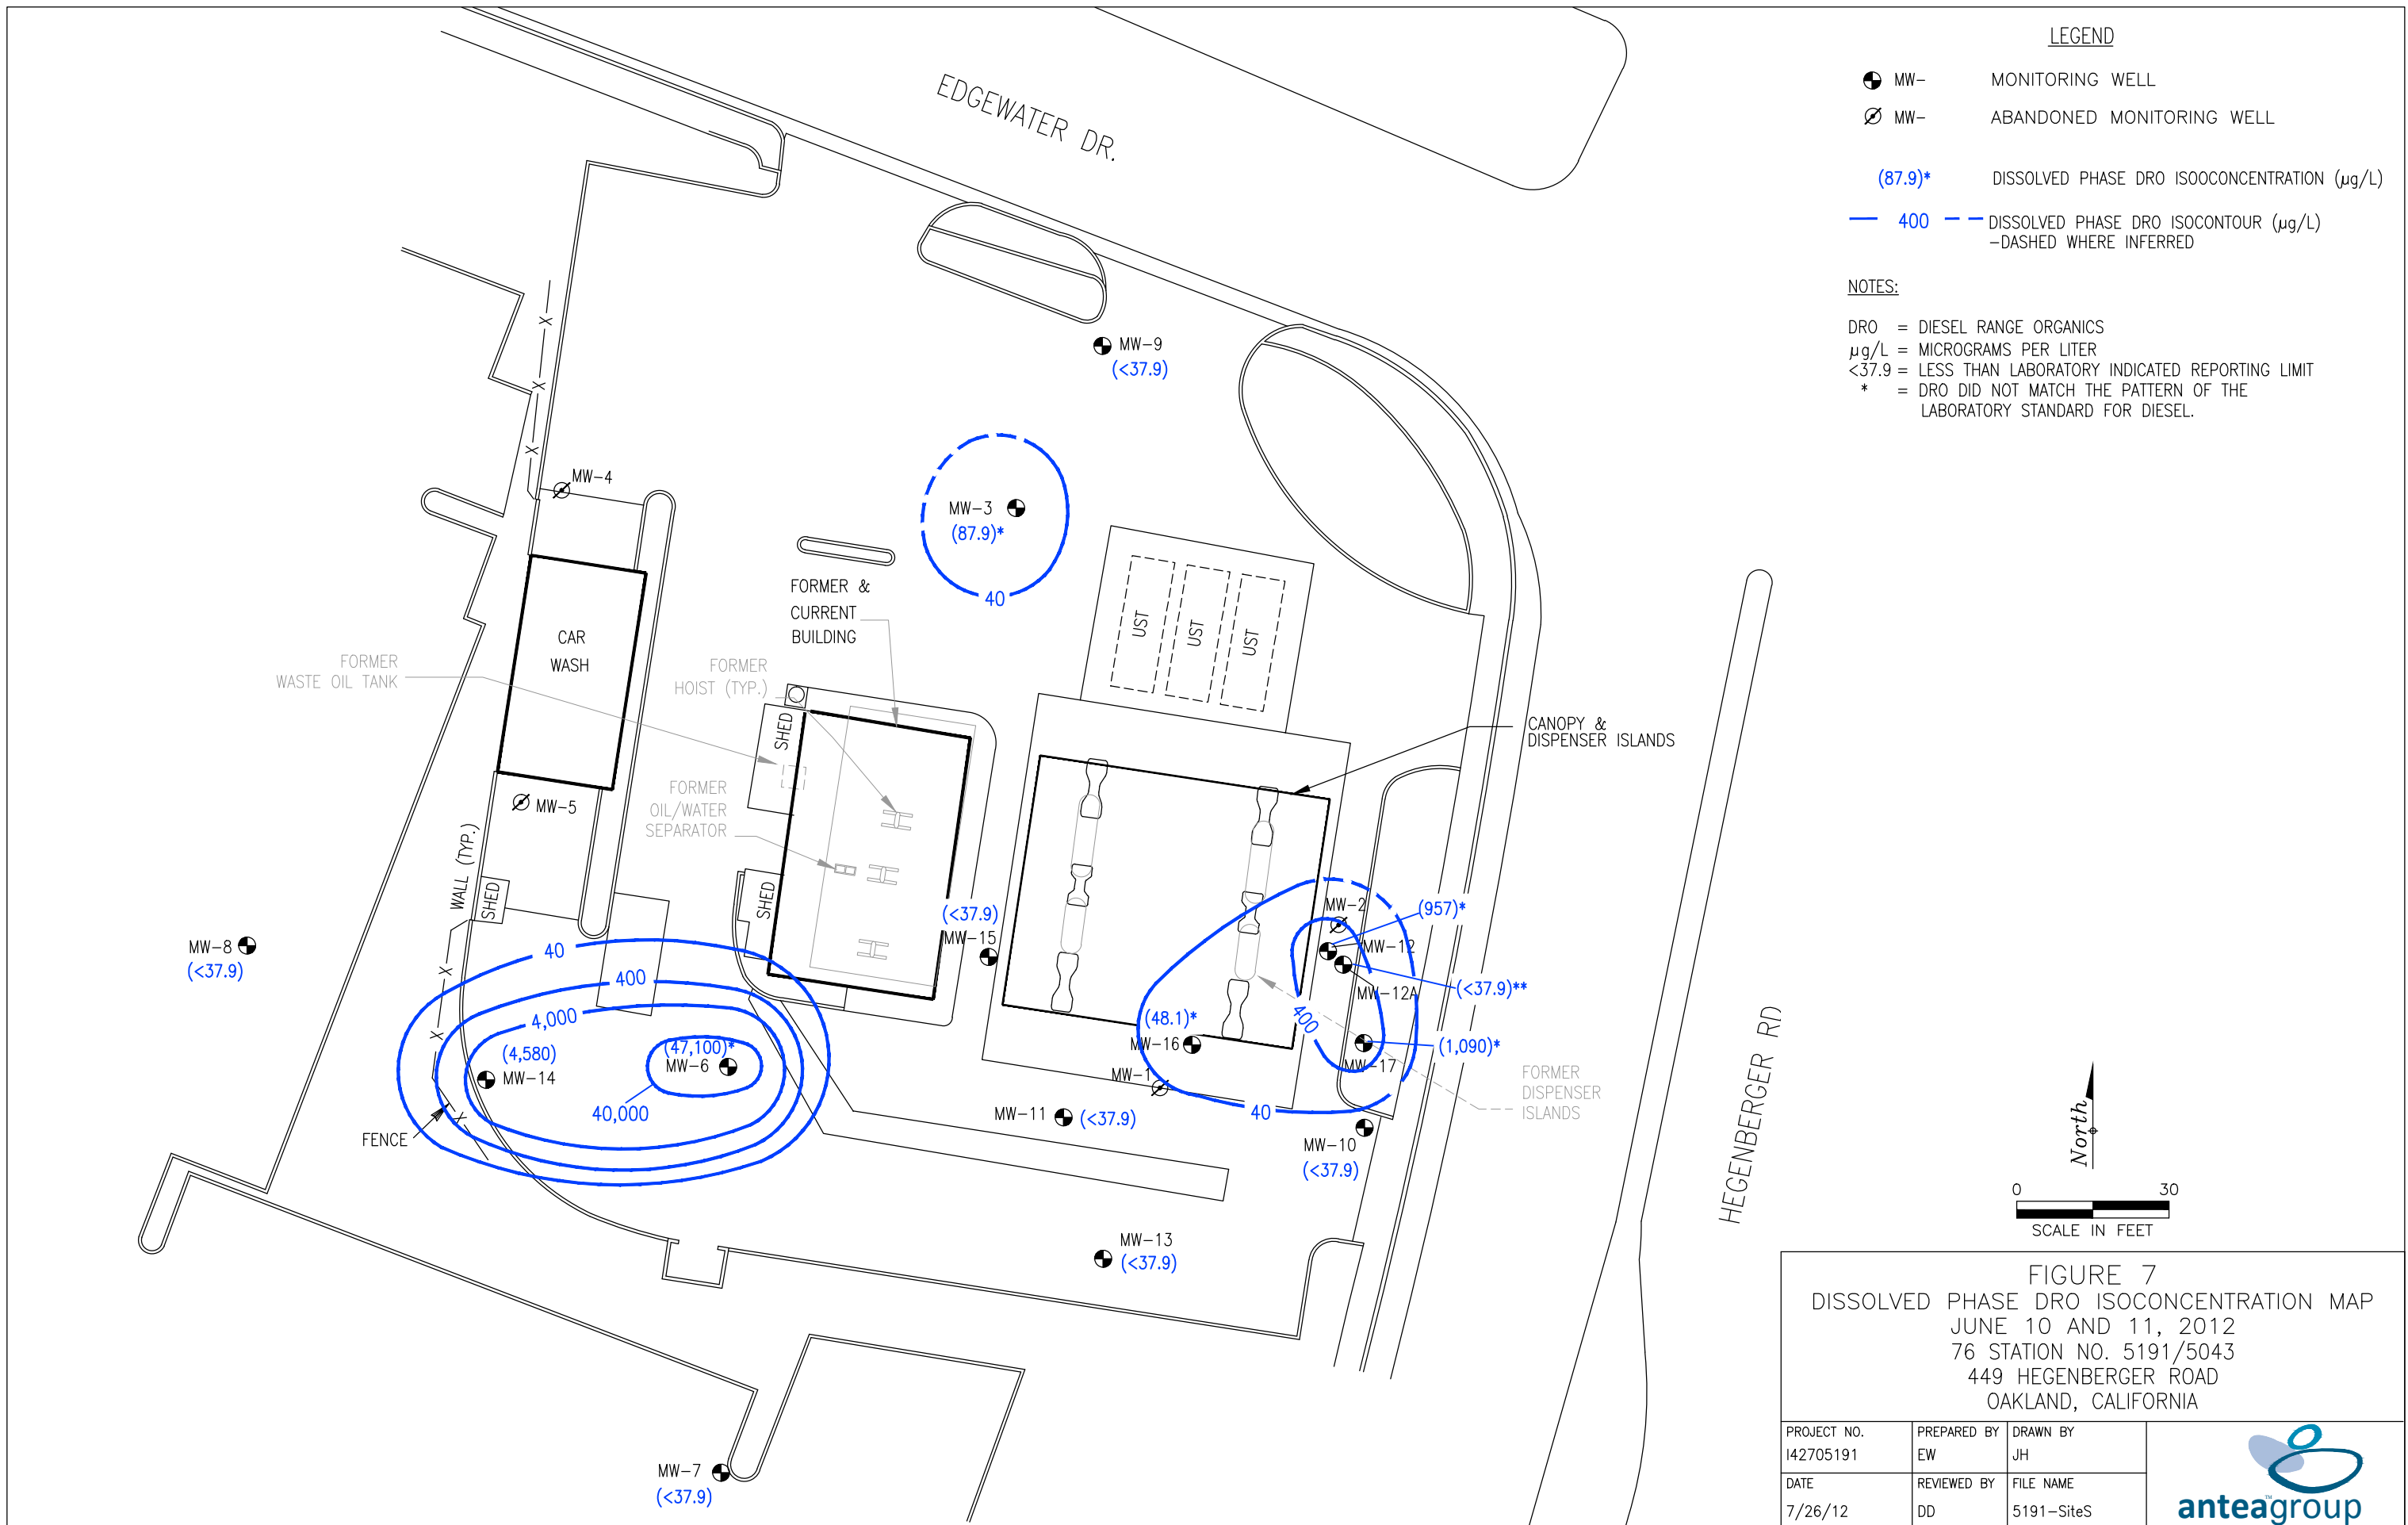 EDGEWATER DR.
LEGEND
MW- MONITORING WELL
MW- ABANDONED MONITORING WELL
(87.9)* DISSOLVED PHASE DRO ISOOCONCENTRATION (µg/L)
400 DISSOLVED PHASE DRO ISOCONTOUR (µg/L)
-DASHED WHERE INFERRED
NOTES:
DRO = DIESEL RANGE ORGANICS
µg/L = MICROGRAMS PER LITER
<37.9 = LESS THAN LABORATORY INDICATED REPORTING LIMIT
* = DRO DID NOT MATCH THE PATTERN OF THE
LABORATORY STANDARD FOR DIESEL.
MW-9
(<37.9)
X
X
X
MW-4
MW-3
(87.9)*
40
FORMER &
CURRENT
BUILDING
UST
UST
UST
CAR
WASH
FORMER
WASTE OIL TANK
FORMER
HOIST (TYP.)
SHED
CANOPY &
DISPENSER ISLANDS
FORMER
OIL/WATER
SEPARATOR
MW-5
WALL (TYP.)
SHED
SHED
(<37.9)
MW-15
MW-2
(957)*
MW-12
MW-12A
(<37.9)**
MW-8
(<37.9)
40
400
4,000
X
X
X
(4,580)
MW-14
(47,100)*
MW-6
40,000
FENCE
(48.1)*
MW-16
MW-1
400
(1,090)*
MW-17
40
FORMER
DISPENSER
ISLANDS
MW-11 (<37.9)
MW-10
(<37.9)
MW-13
(<37.9)
HEGENBERGER RD
North
0 30
SCALE IN FEET
MW-7
(<37.9)
FIGURE 7
DISSOLVED PHASE DRO ISOCONCENTRATION MAP
JUNE 10 AND 11, 2012
76 STATION NO. 5191/5043
449 HEGENBERGER ROAD
OAKLAND, CALIFORNIA
PROJECT NO. PREPARED BY DRAWN BY
I42705191 EW JH
DATE REVIEWED BY FILE NAME
7/26/12 DD 5191-SiteS
anteagroup